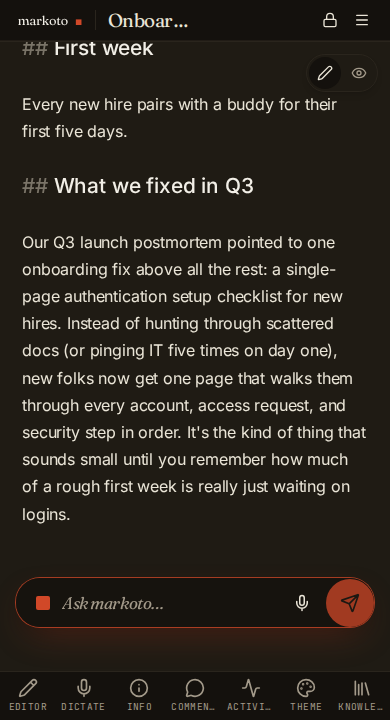 markoto
Onboar…
## First week
Every new hire pairs with a buddy for their
first five days.
## What we fixed in Q3
Our Q3 launch postmortem pointed to one
onboarding fix above all the rest: a single-
page authentication setup checklist for new
hires. Instead of hunting through scattered
docs (or pinging IT five times on day one),
new folks now get one page that walks them
through every account, access request, and
security step in order. It's the kind of thing that
sounds small until you remember how much
of a rough first week is really just waiting on
logins.
Ask markoto…
EDITOR DICTATE INFO COMMEN… ACTIVI… THEME KNOWLE…